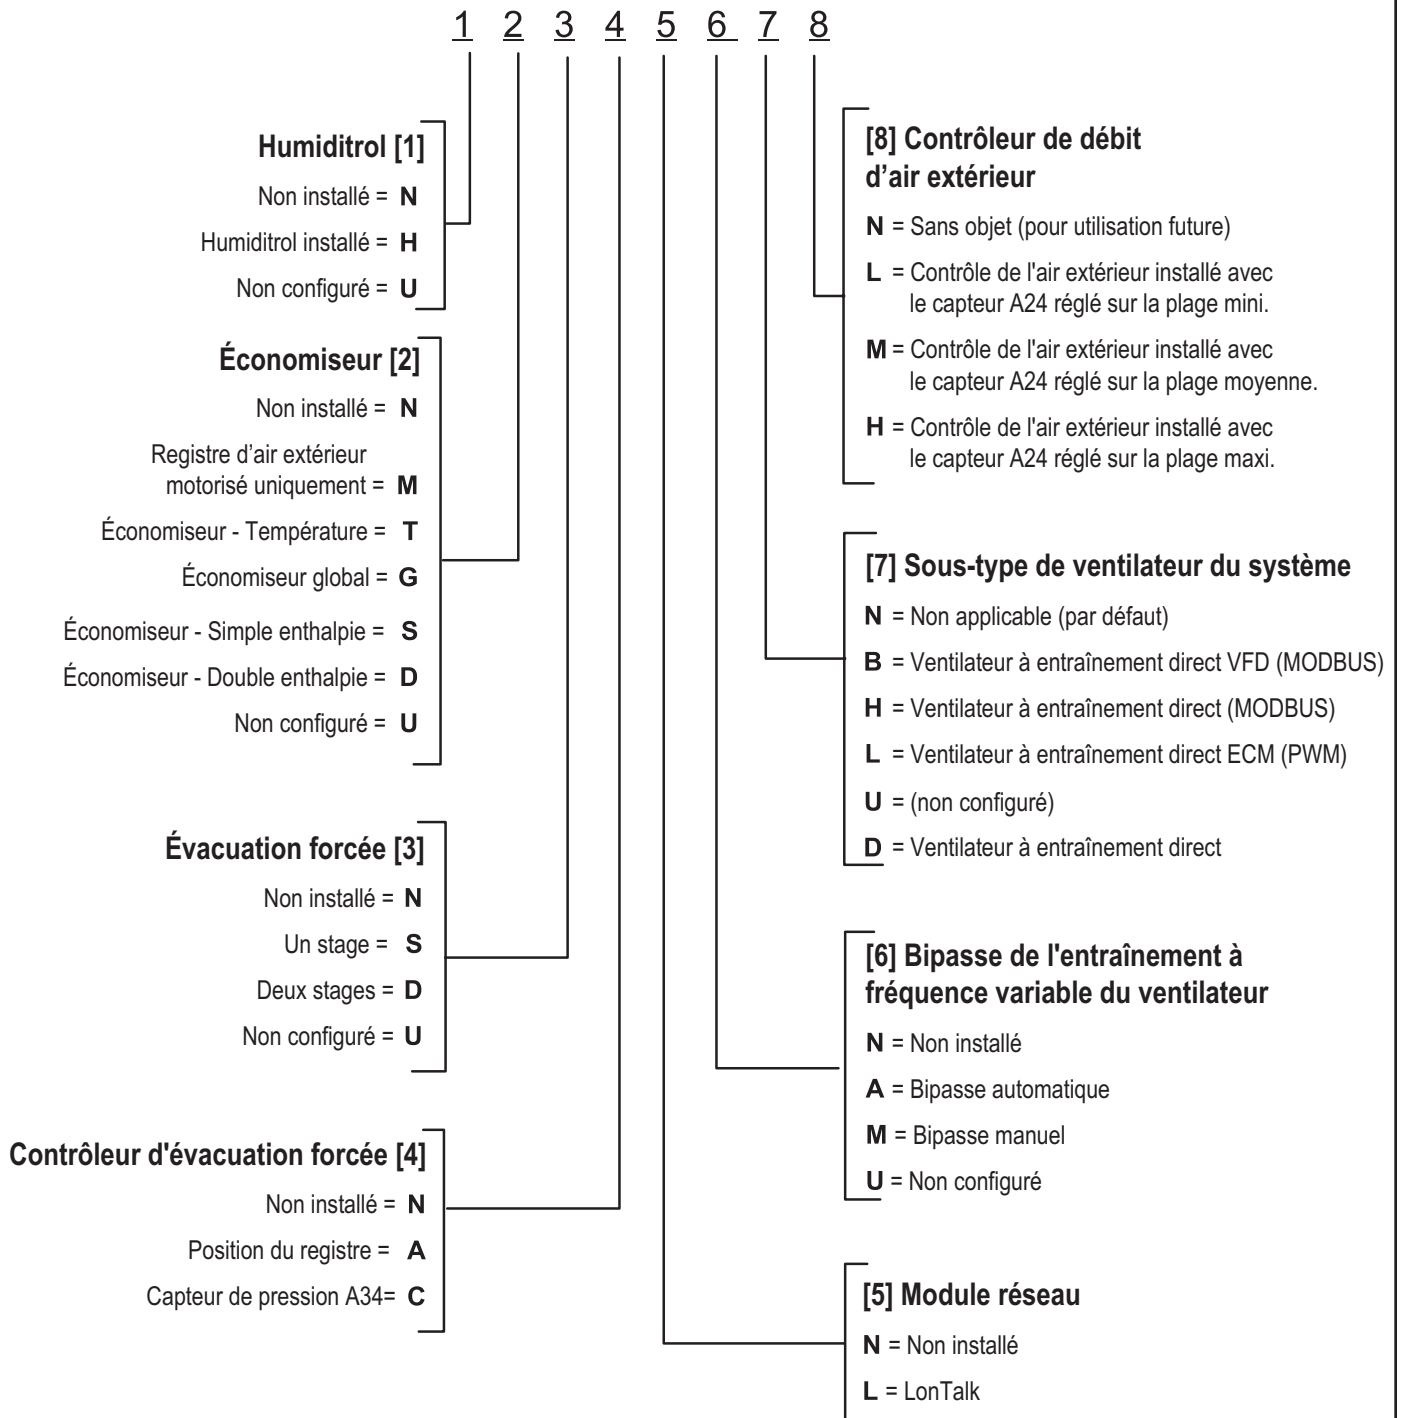 1 2 3 4 5 6 7 8
Humiditrol [1]
Non installé = N
Humiditrol installé = H
Non configuré = U
Économiseur [2]
Non installé = N
Registre d’air extérieur
motorisé uniquement = M
Économiseur - Température = T
Économiseur global = G
Économiseur - Simple enthalpie = S
Économiseur - Double enthalpie = D
Non configuré = U
Évacuation forcée [3]
Non installé = N
Un stage = S
Deux stages = D
Non configuré = U
Contrôleur d'évacuation forcée [4]
Non installé = N
Position du registre = A
Capteur de pression A34= C
[8] Contrôleur de débit
d’air extérieur
N = Sans objet (pour utilisation future)
L = Contrôle de l'air extérieur installé avec
le capteur A24 réglé sur la plage mini.
M = Contrôle de l'air extérieur installé avec
le capteur A24 réglé sur la plage moyenne.
H = Contrôle de l'air extérieur installé avec
le capteur A24 réglé sur la plage maxi.
[7] Sous-type de ventilateur du système
N = Non applicable (par défaut)
B = Ventilateur à entraînement direct VFD (MODBUS)
H = Ventilateur à entraînement direct (MODBUS)
L = Ventilateur à entraînement direct ECM (PWM)
U = (non configuré)
D = Ventilateur à entraînement direct
[6] Bipasse de l'entraînement à
fréquence variable du ventilateur
N = Non installé
A = Bipasse automatique
M = Bipasse manuel
U = Non configuré
[5] Module réseau
N = Non installé
L = LonTalk